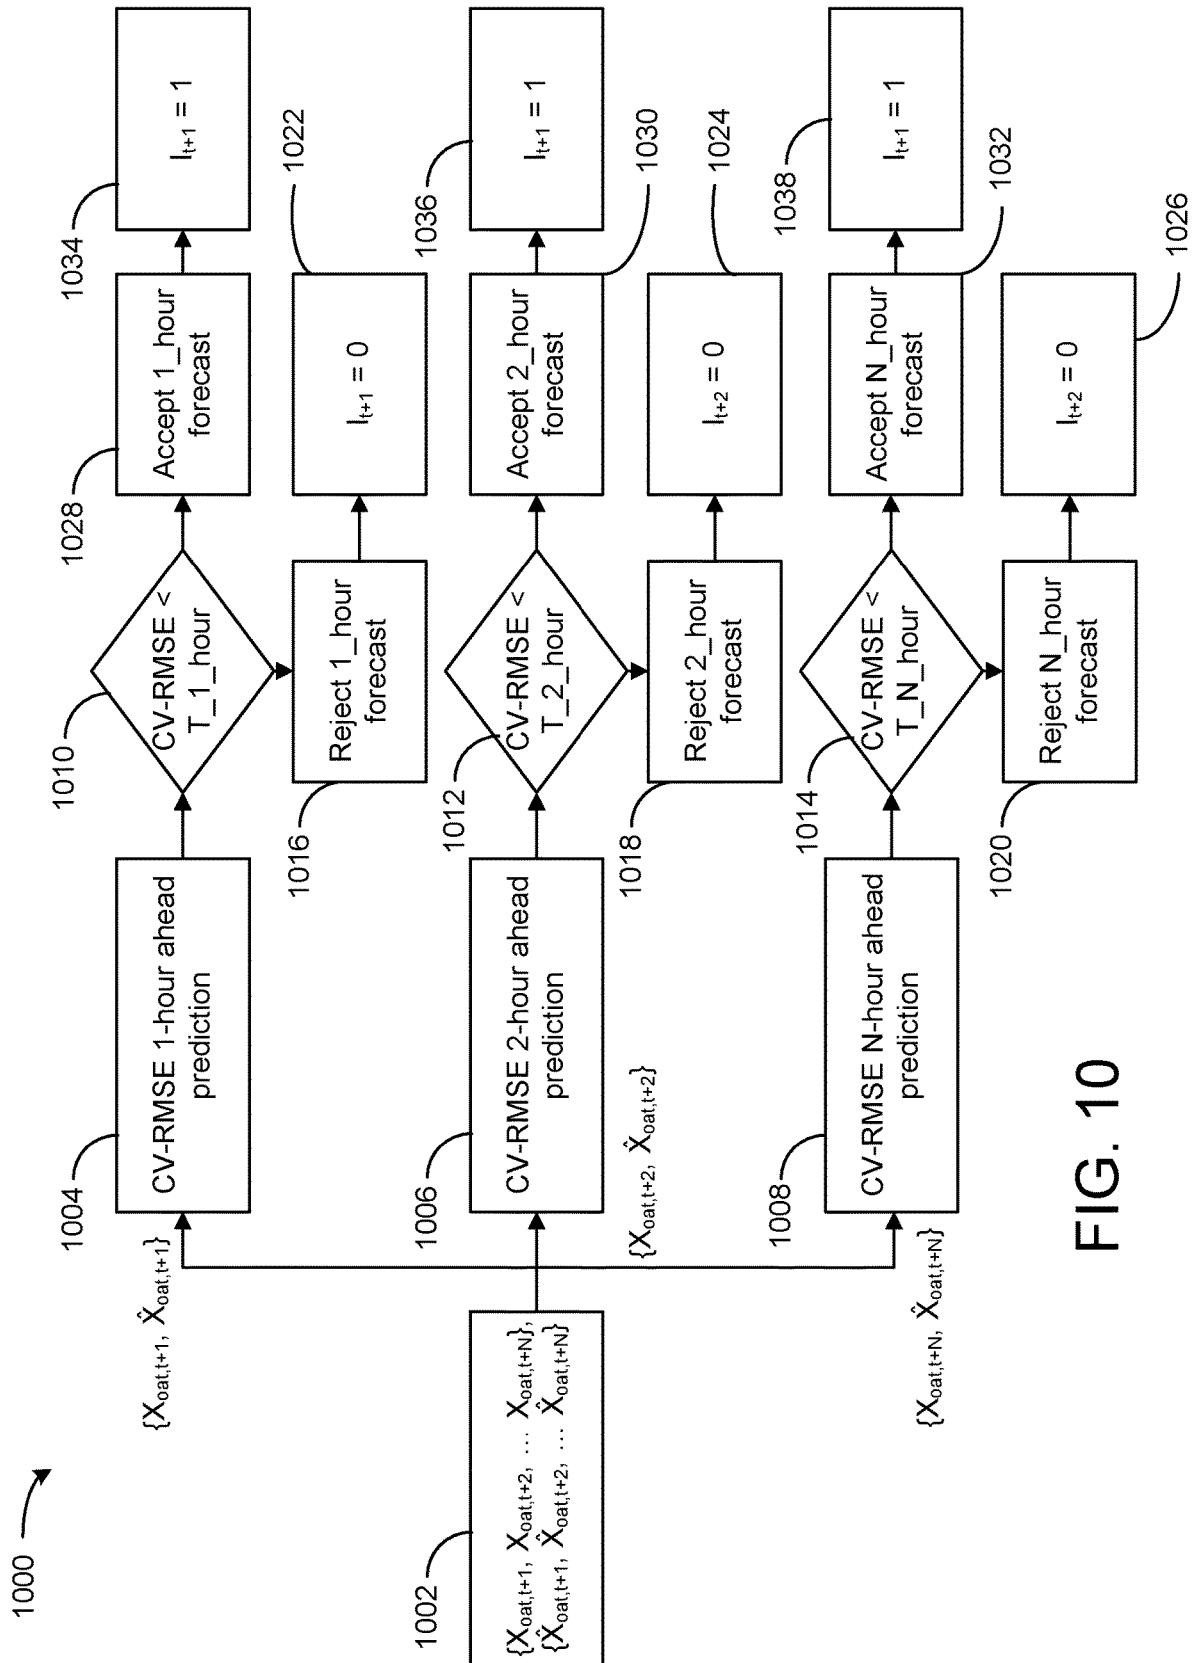 1000
1002
{X_oat,t+1, X_oat,t+2, … X_oat,t+N},
{X̂_oat,t+1, X̂_oat,t+2, … X̂_oat,t+N}
{X_oat,t+1, X̂_oat,t+1}
1004
CV-RMSE 1-hour ahead
prediction
1010
CV-RMSE <
T_1_hour
1028
Accept 1_hour
forecast
1034
I_t+1 = 1
1016
Reject 1_hour
forecast
I_t+1 = 0
1022
{X_oat,t+2, X̂_oat,t+2}
1006
CV-RMSE 2-hour ahead
prediction
1012
CV-RMSE <
T_2_hour
Accept 2_hour
forecast
1030
1036
I_t+1 = 1
1018
Reject 2_hour
forecast
I_t+2 = 0
1024
{X_oat,t+N, X̂_oat,t+N}
1008
CV-RMSE N-hour ahead
prediction
1014
CV-RMSE <
T_N_hour
Accept N_hour
forecast
1032
1038
I_t+1 = 1
1020
Reject N_hour
forecast
I_t+2 = 0
1026
FIG. 10